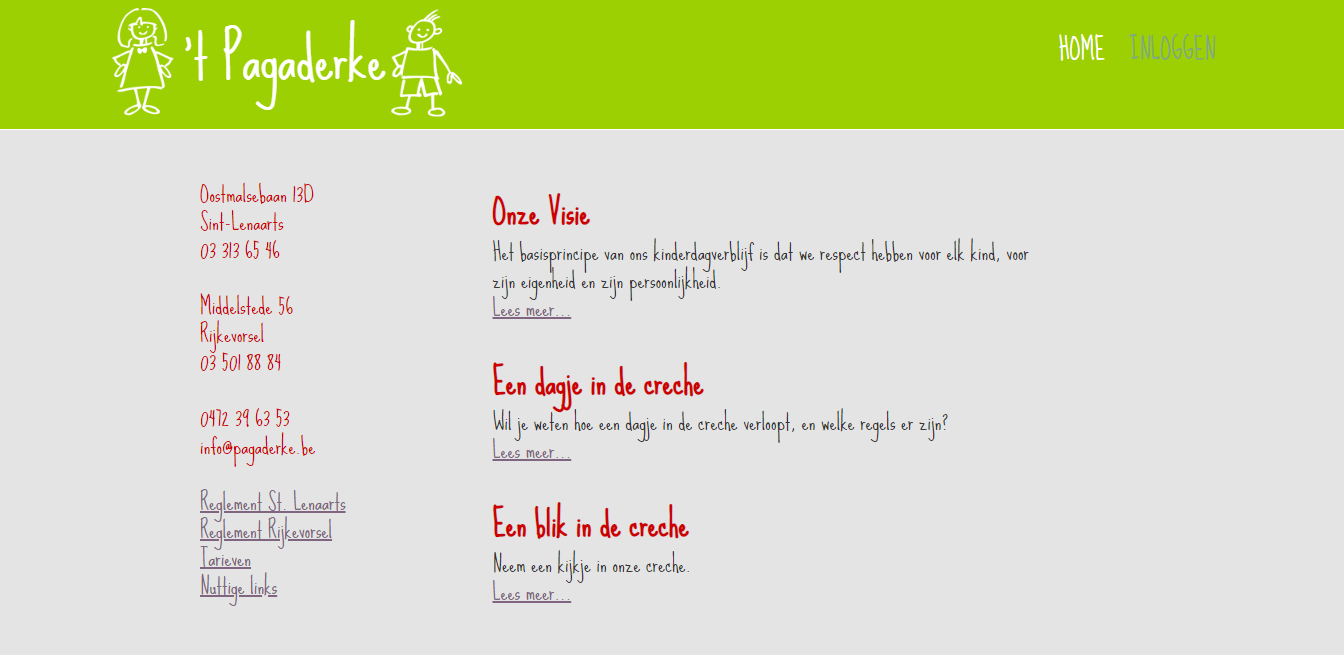 't Pagaderke
HOME INLOGGEN
Oostmalsebaan 13D
Sint-Lenaarts
03 313 65 46
Middelstede 56
Rijkevorsel
03 501 88 84
0472 39 63 53
info@pagaderke.be
Reglement St. Lenaarts
Reglement Rijkevorsel
Tarieven
Nuttige links
Onze Visie
Het basisprincipe van ons kinderdagverblijf is dat we respect hebben voor elk kind, voor
zijn eigenheid en zijn persoonlijkheid.
Lees meer...
Een dagje in de creche
Wil je weten hoe een dagje in de creche verloopt, en welke regels er zijn?
Lees meer...
Een blik in de creche
Neem een kijkje in onze creche.
Lees meer...